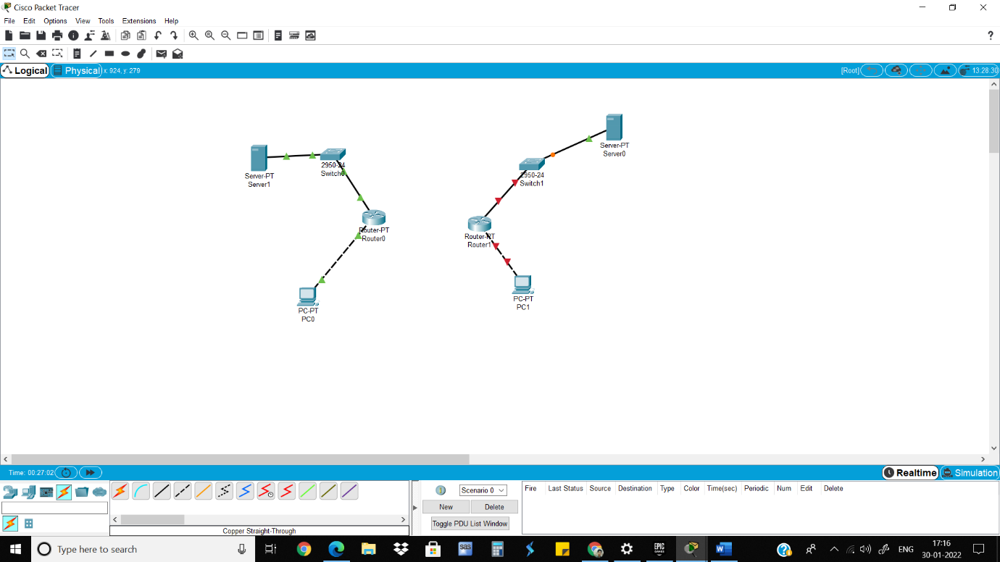 Cisco Packet Tracer
File Edit Options View Tools Extensions Help
?
Logical Physical x: 924, y: 279 [Root] 13:28:30
Server-PT
Server0
2950-24
Switch0
Server-PT
Server1
2950-24
Switch1
Router-PT
Router0
Router-PT
Router1
PC-PT
PC1
PC-PT
PC0
Time: 00:27:02 Realtime Simulation
Scenario 0
Fire Last Status Source Destination Type Color Time(sec) Periodic Num Edit Delete
New Delete
Toggle PDU List Window
Copper Straight-Through
Type here to search
sas
EPIC
GAMES
W
ENG
17:16
30-01-2022